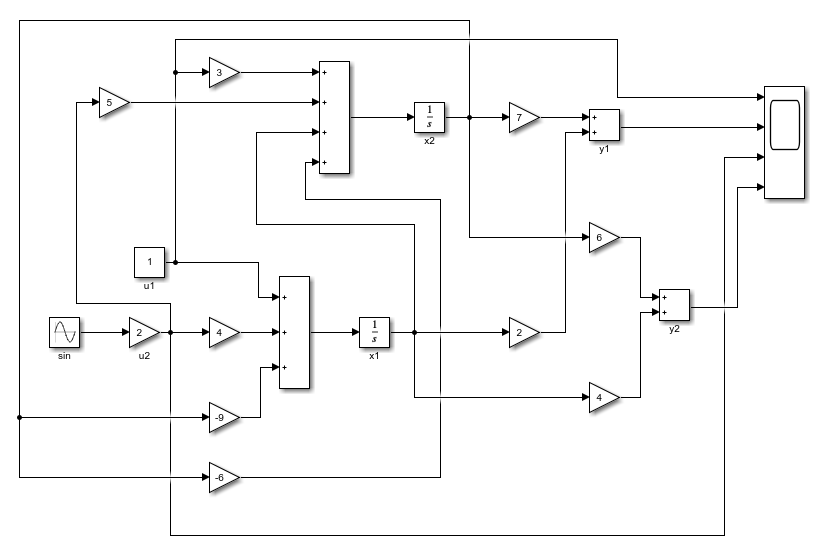 3
+
5
+
1
s
x2
7
+
+
y1
+
+
6
1
u1
+
+
+
y2
sin
2
u2
4
+
1
s
x1
2
+
4
-9
-6